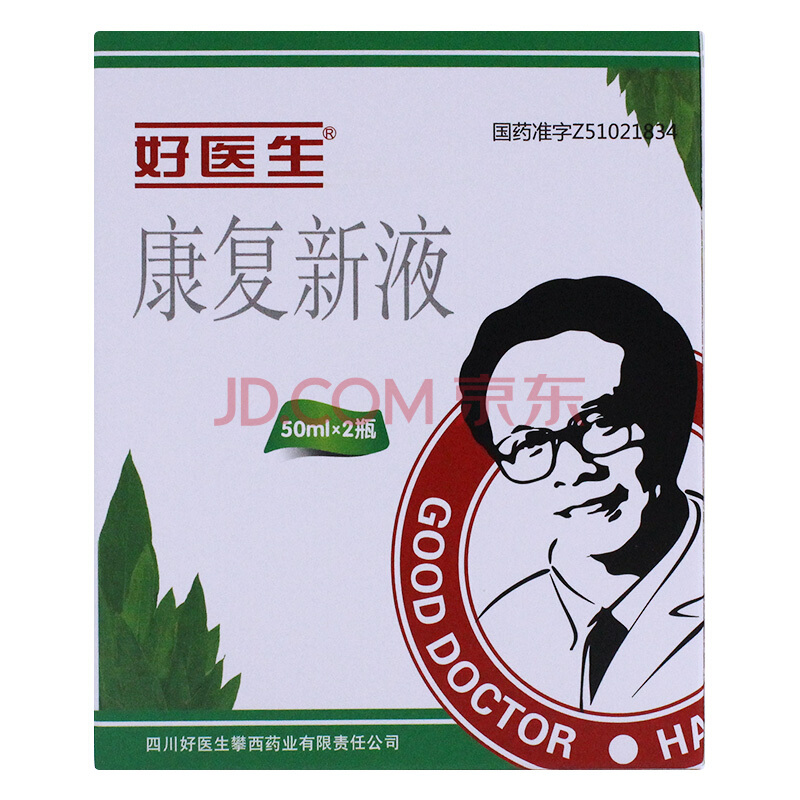 好医生®
国药准字Z51021834
康复新液
JD.COM 京东
50ml×2瓶
GOOD DOCTOR ● HA
四川好医生攀西药业有限责任公司